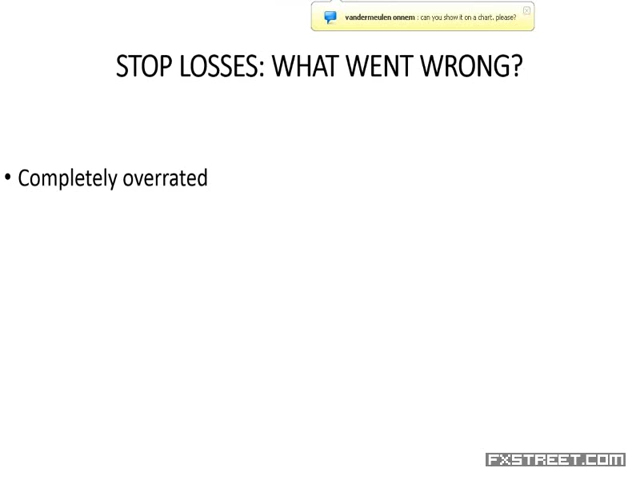 vandermeulen onnem : can you show it on a chart, please?
STOP LOSSES: WHAT WENT WRONG?
• Completely overrated
FXSTREET.COM